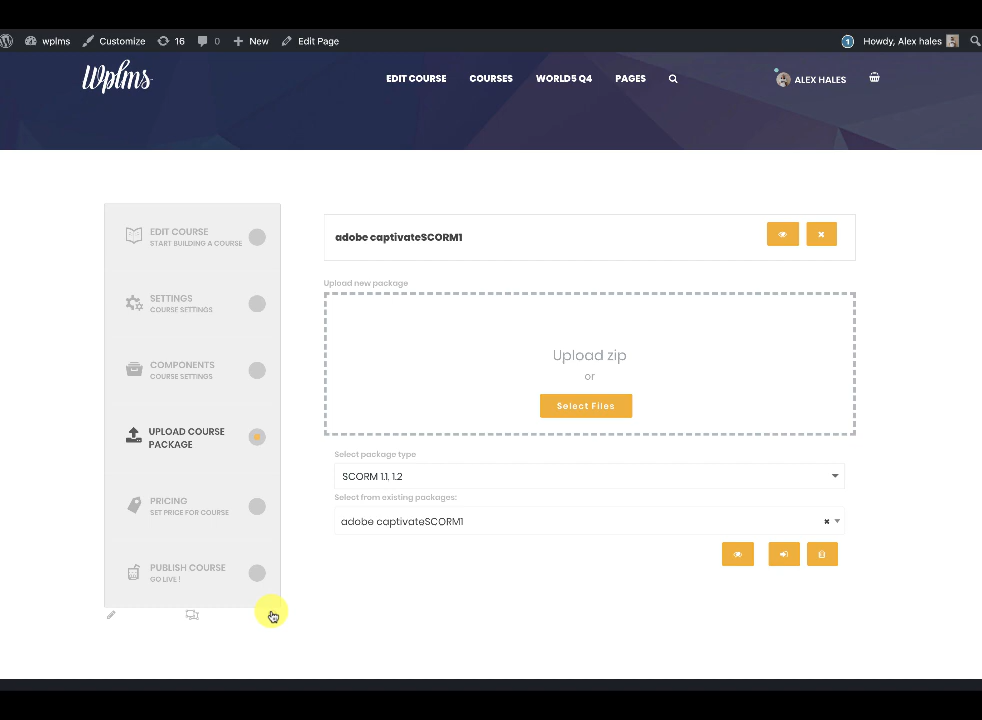 wplms Customize 16 0 New Edit Page 1 Howdy, Alex hales
Wplms EDIT COURSE COURSES WORLD5 Q4 PAGES ALEX HALES
EDIT COURSE
START BUILDING A COURSE
SETTINGS
COURSE SETTINGS
COMPONENTS
COURSE SETTINGS
UPLOAD COURSE
PACKAGE
PRICING
SET PRICE FOR COURSE
PUBLISH COURSE
GO LIVE !
adobe captivateSCORM1
Upload new package
Upload zip
or
Select Files
Select package type
SCORM 1.1, 1.2
Select from existing packages:
adobe captivateSCORM1